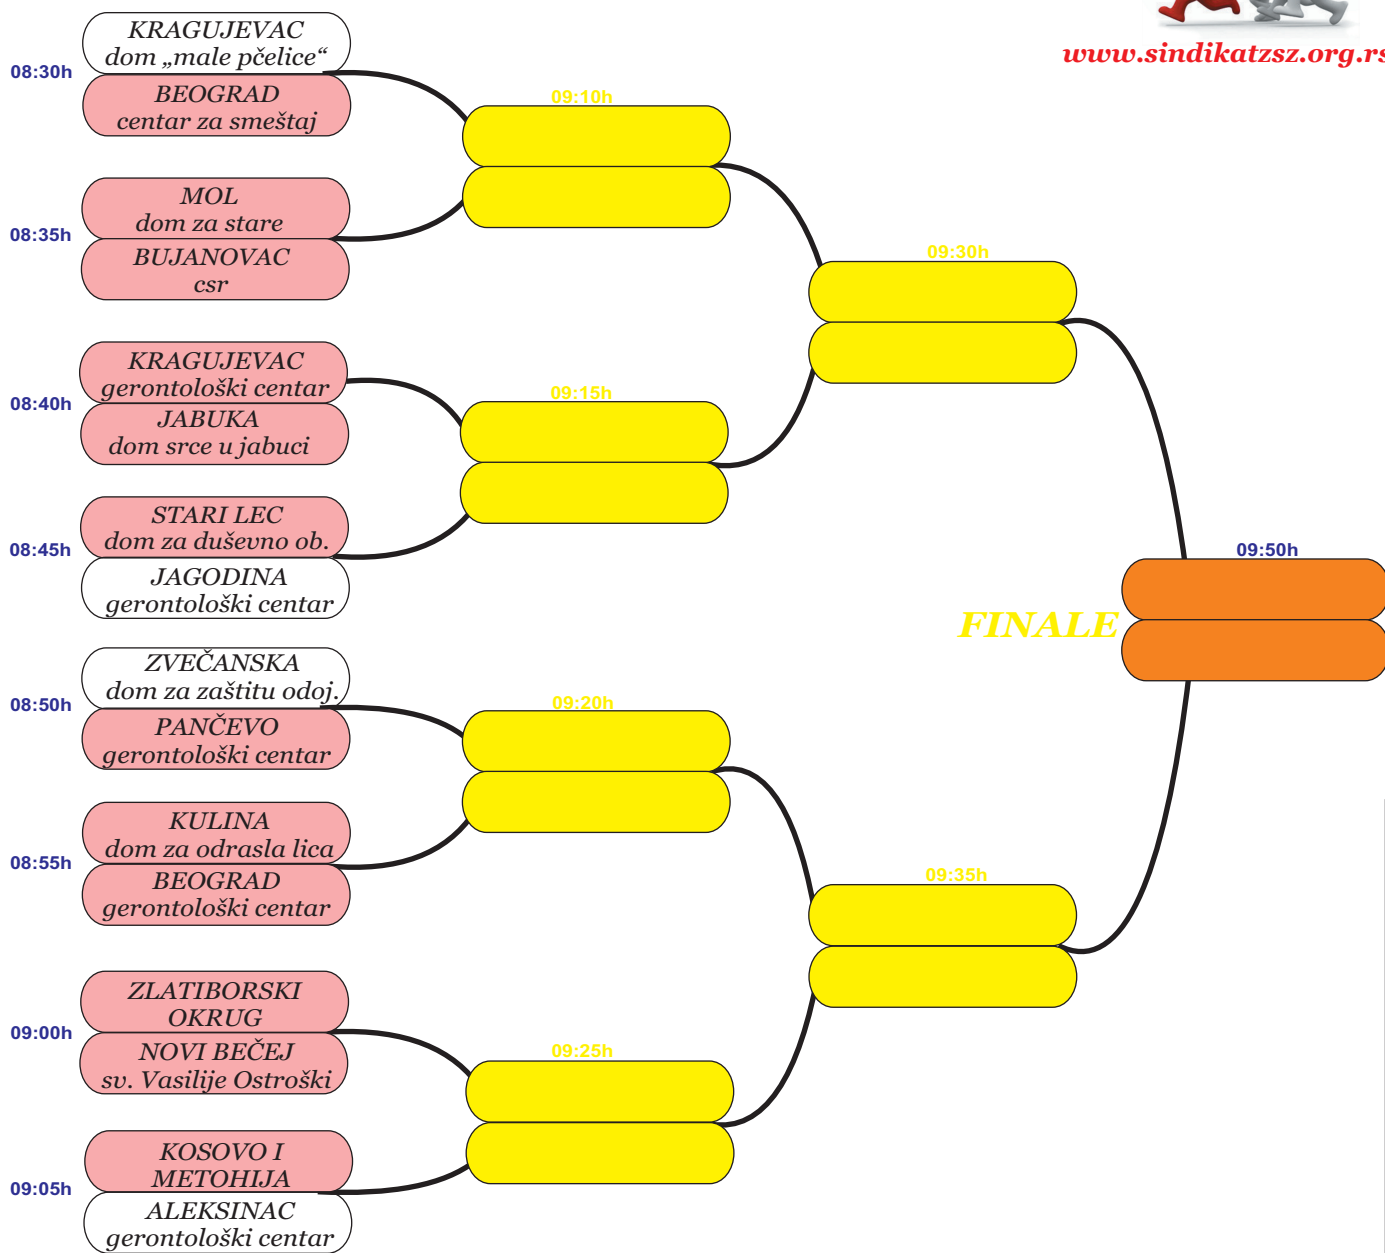 www.sindikatzsz.org.rs
08:30h
KRAGUJEVAC
dom „male pčelice“
BEOGRAD
centar za smeštaj
08:35h
MOL
dom za stare
BUJANOVAC
csr
08:40h
KRAGUJEVAC
gerontološki centar
JABUKA
dom srce u jabuci
08:45h
STARI LEC
dom za duševno ob.
JAGODINA
gerontološki centar
08:50h
ZVEČANSKA
dom za zaštitu odoj.
PANČEVO
gerontološki centar
08:55h
KULINA
dom za odrasla lica
BEOGRAD
gerontološki centar
09:00h
ZLATIBORSKI
OKRUG
NOVI BEČEJ
sv. Vasilije Ostroški
09:05h
KOSOVO I
METOHIJA
ALEKSINAC
gerontološki centar
09:10h
09:15h
09:20h
09:25h
09:30h
09:35h
FINALE
09:50h